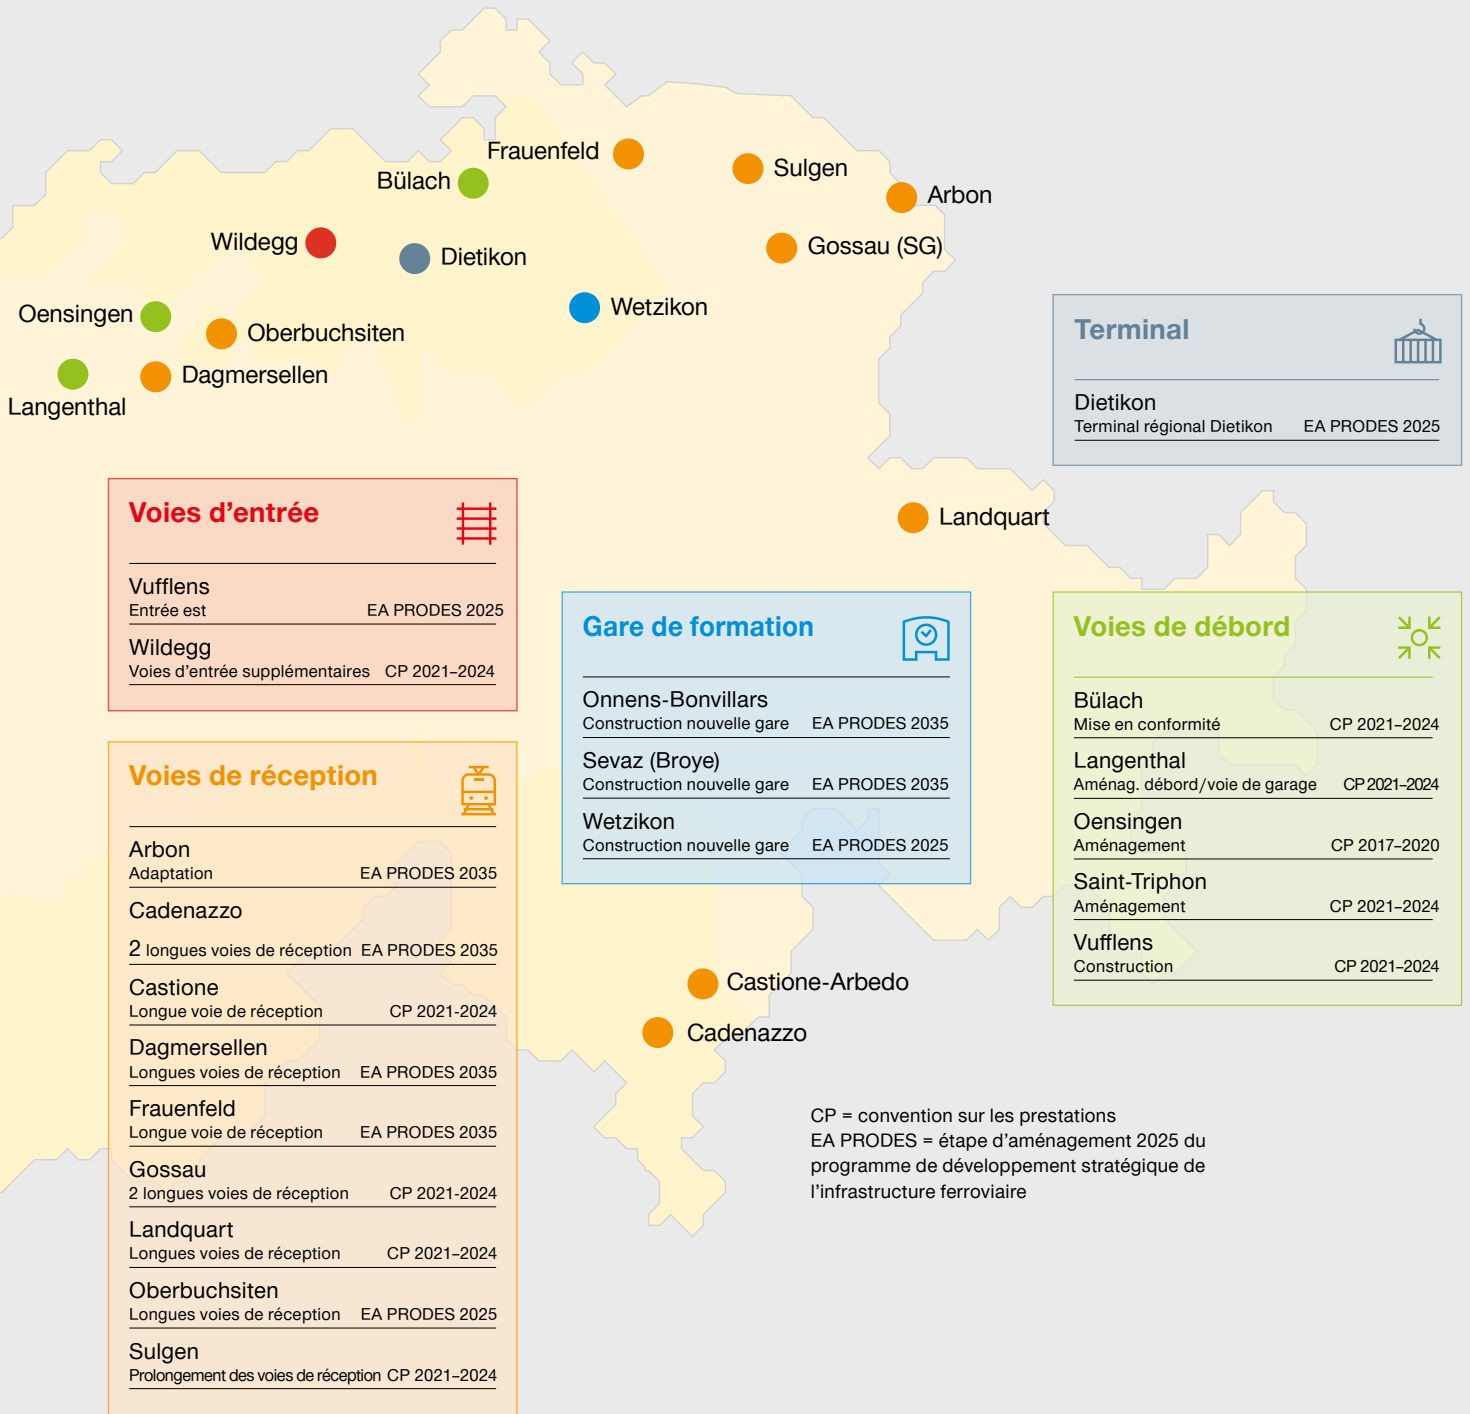 Frauenfeld
Sulgen
Bülach
Arbon
Wildegg
Dietikon
Gossau (SG)
Oensingen
Wetzikon
Oberbuchsiten
Dagmersellen
Langenthal
Landquart
Castione-Arbedo
Cadenazzo
Terminal
Dietikon
Terminal régional Dietikon EA PRODES 2025
Voies d’entrée
Vufflens
Entrée est EA PRODES 2025
Wildegg
Voies d’entrée supplémentaires CP 2021–2024
Voies de réception
Arbon
Adaptation EA PRODES 2035
Cadenazzo
2 longues voies de réception EA PRODES 2035
Castione
Longue voie de réception CP 2021-2024
Dagmersellen
Longues voies de réception EA PRODES 2035
Frauenfeld
Longue voie de réception EA PRODES 2035
Gossau
2 longues voies de réception CP 2021-2024
Landquart
Longues voies de réception CP 2021–2024
Oberbuchsiten
Longues voies de réception EA PRODES 2025
Sulgen
Prolongement des voies de réception CP 2021–2024
Gare de formation
Onnens-Bonvillars
Construction nouvelle gare EA PRODES 2035
Sevaz (Broye)
Construction nouvelle gare EA PRODES 2035
Wetzikon
Construction nouvelle gare EA PRODES 2025
Voies de débord
Bülach
Mise en conformité CP 2021–2024
Langenthal
Aménag. débord/voie de garage CP 2021–2024
Oensingen
Aménagement CP 2017–2020
Saint-Triphon
Aménagement CP 2021–2024
Vufflens
Construction CP 2021–2024
CP = convention sur les prestations
EA PRODES = étape d’aménagement 2025 du
programme de développement stratégique de
l’infrastructure ferroviaire